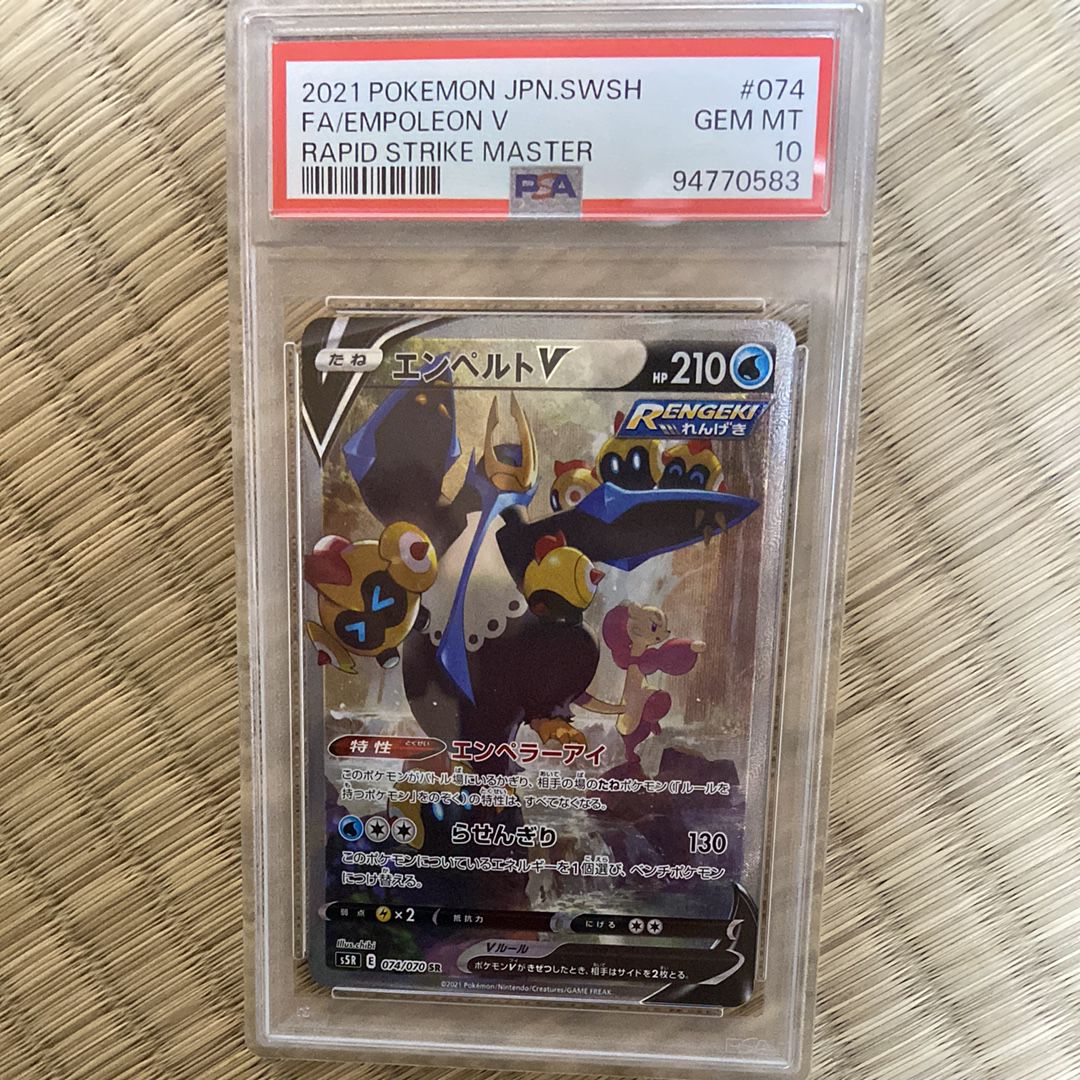 2021 POKEMON JPN.SWSH #074
FA/EMPOLEON V GEM MT
RAPID STRIKE MASTER 10
PSA 94770583
たね エンペルトV HP 210
RENGEKI
れんげき
特性 とくせい エンペラーアイ
このポケモンがバトル場にいるかぎり、相手の場のたねポケモン(「ルールを
持つポケモン」をのぞく)の特性は、すべてなくなる。
らせんぎり 130
このポケモンについているエネルギーを1個選び、ベンチポケモン
につけ替える。
弱点 ×2 抵抗力 にげる
Illus.chibi Vルール
s5R E 074/070 SR ポケモンVがきぜつしたとき、相手はサイドを2枚とる。
©2021 Pokémon/Nintendo/Creatures/GAME FREAK.
PSA